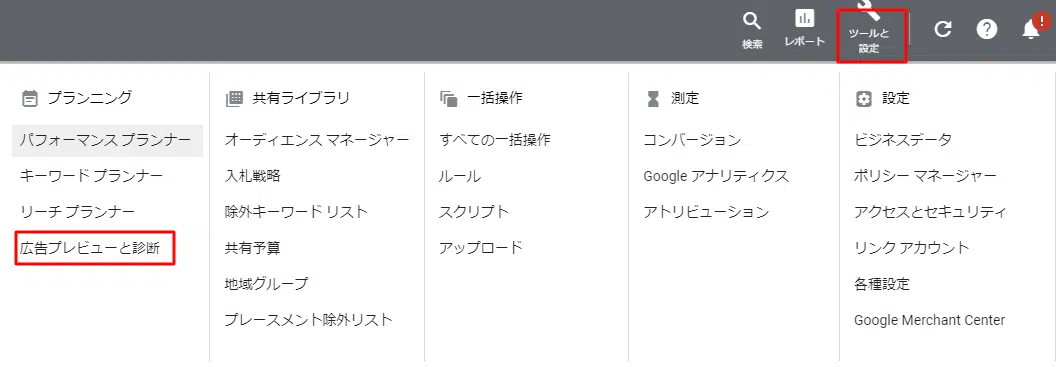 検索
レポート
ツールと
設定
!
プランニング
パフォーマンス プランナー
キーワード プランナー
リーチ プランナー
広告プレビューと診断
共有ライブラリ
オーディエンス マネージャー
入札戦略
除外キーワード リスト
共有予算
地域グループ
プレースメント除外リスト
一括操作
すべての一括操作
ルール
スクリプト
アップロード
測定
コンバージョン
Google アナリティクス
アトリビューション
設定
ビジネスデータ
ポリシー マネージャー
アクセスとセキュリティ
リンク アカウント
各種設定
Google Merchant Center